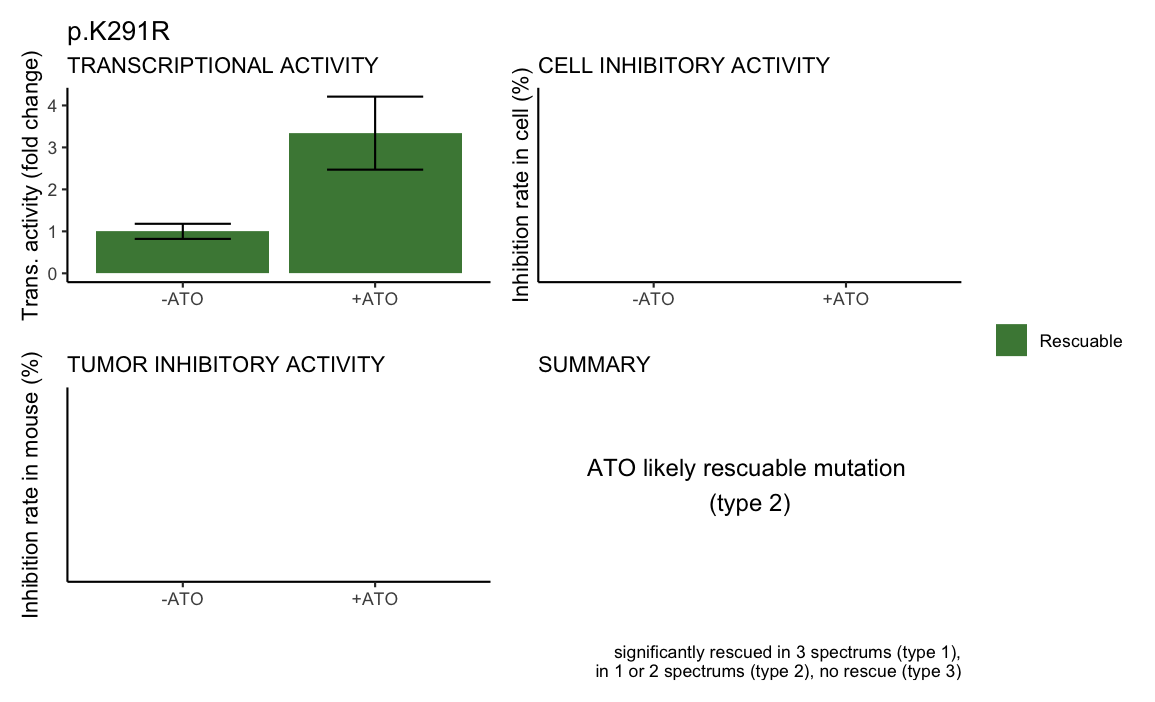 p.K291R
TRANSCRIPTIONAL ACTIVITY
Trans. activity (fold change)
4
3
2
1
0
-ATO
+ATO
CELL INHIBITORY ACTIVITY
Inhibition rate in cell (%)
-ATO
+ATO
Rescuable
TUMOR INHIBITORY ACTIVITY
Inhibition rate in mouse (%)
-ATO
+ATO
SUMMARY
ATO likely rescuable mutation
(type 2)
significantly rescued in 3 spectrums (type 1),
in 1 or 2 spectrums (type 2), no rescue (type 3)